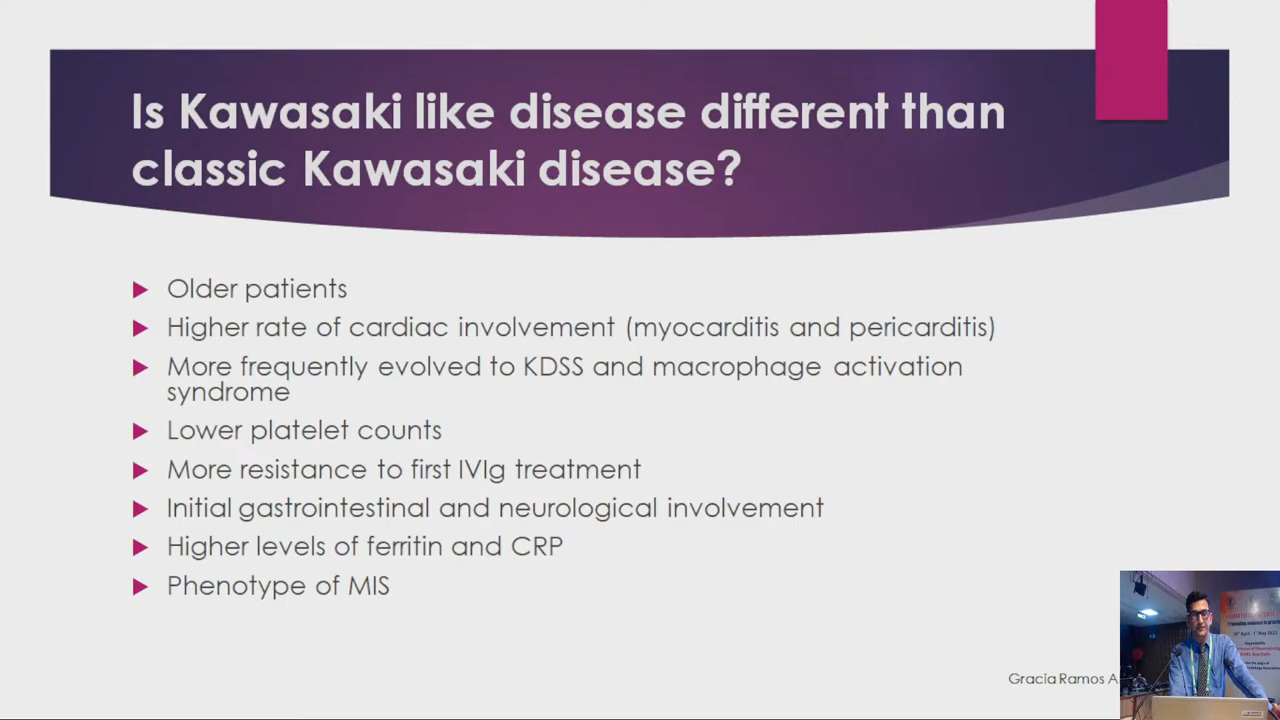 Is Kawasaki like disease different than
classic Kawasaki disease?
Older patients
Higher rate of cardiac involvement (myocarditis and pericarditis)
More frequently evolved to KDSS and macrophage activation
syndrome
Lower platelet counts
More resistance to first IVIg treatment
Initial gastrointestinal and neurological involvement
Higher levels of ferritin and CRP
Phenotype of MIS
Gracia Ramos A